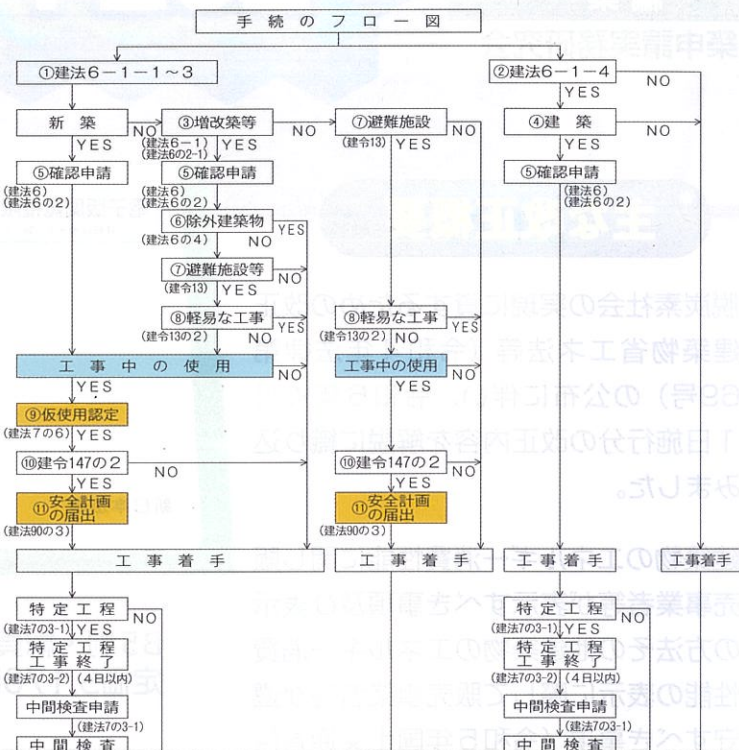 手続のフロー図
①建法6－1－1～3
②建法6－1－4
NO
YES
新築
NO
YES
③増改築等
NO
(建法6－1)
(建法6の2-1)
YES
⑦避難施設
NO
(建令13)
YES
④建築
NO
YES
⑤確認申請
(建法6)
(建法6の2)
⑤確認申請
(建法6)
(建法6の2)
⑤確認申請
(建法6)
(建法6の2)
⑥除外建築物
YES
(建法6の4)
NO
⑦避難施設等
NO
(建令13)
YES
⑧軽易な工事
(建令13の2)
NO
YES
⑧軽易な工事
YES
(建令13の2)
NO
工事中の使用
NO
YES
工事中の使用
NO
YES
⑨仮使用認定
(建法7の6)
YES
⑩建令147の2
NO
YES
⑩建令147の2
NO
YES
⑪安全計画の届出
(建法90の3)
⑪安全計画の届出
(建法90の3)
工事着手
工事着手
工事着手
工事着手
特定工程
NO
(建法7の3-1)
YES
特定工程
工事終了
(建法7の3-2)
(4日以内)
中間検査申請
(建法7の3-1)
中間検査
特定工程
NO
(建法7の3-1)
YES
特定工程
工事終了
(建法7の3-2)
(4日以内)
中間検査申請
(建法7の3-1)
中間検査